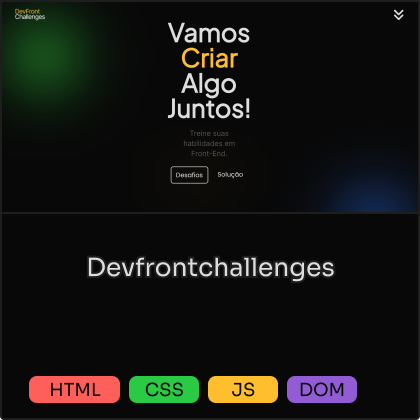 DevFront
Challenges
Vamos
Criar
Algo
Juntos!
Treine suas
habilidades em
Front-End.
Desafios
Solução
Devfrontchallenges
HTML
CSS
JS
DOM